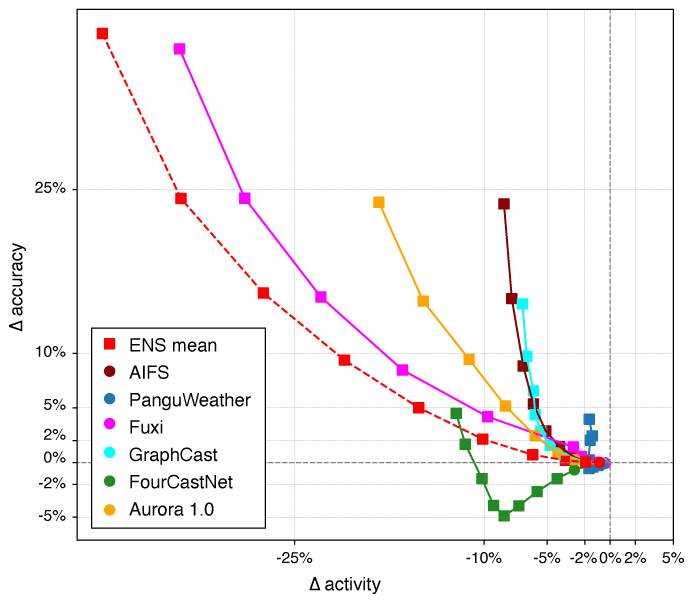 Δ accuracy
25%
10%
5%
2%
0%
-2%
-5%
ENS mean
AIFS
PanguWeather
Fuxi
GraphCast
FourCastNet
Aurora 1.0
-25% -10% -5% -2% 0% 2% 5%
Δ activity